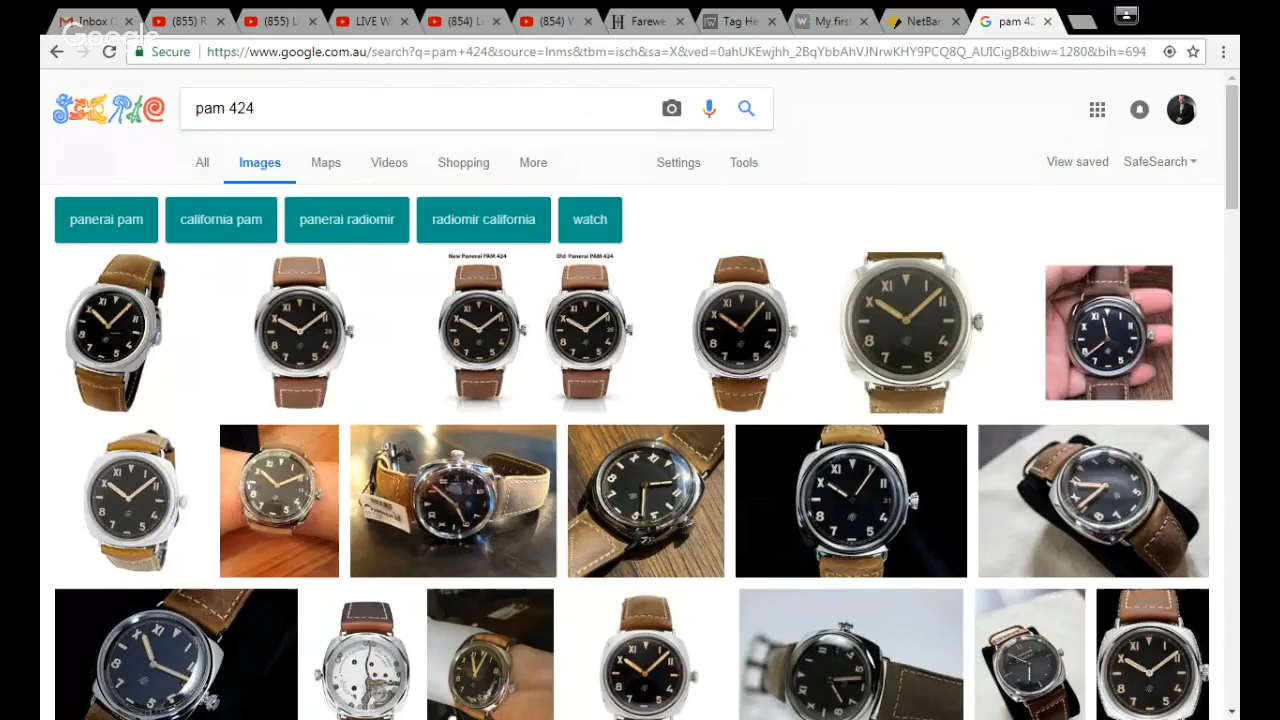 Inbox (
(855) R
(855) L
LIVE W
(854) L
(854) W
Farewe
Tag He
My first
NetBar
pam 42
Google
Secure
https://www.google.com.au/search?q=pam+424&source=lnms&tbm=isch&sa=X&ved=0ahUKEwjhh_2BqYbbAhVJNrwKHY9PCQ8Q_AUICigB&biw=1280&bih=694
pam 424
All
Images
Maps
Videos
Shopping
More
Settings
Tools
View saved
SafeSearch
panerai pam
california pam
panerai radiomir
radiomir california
watch
New Panerai PAM 424
Old Panerai PAM 424